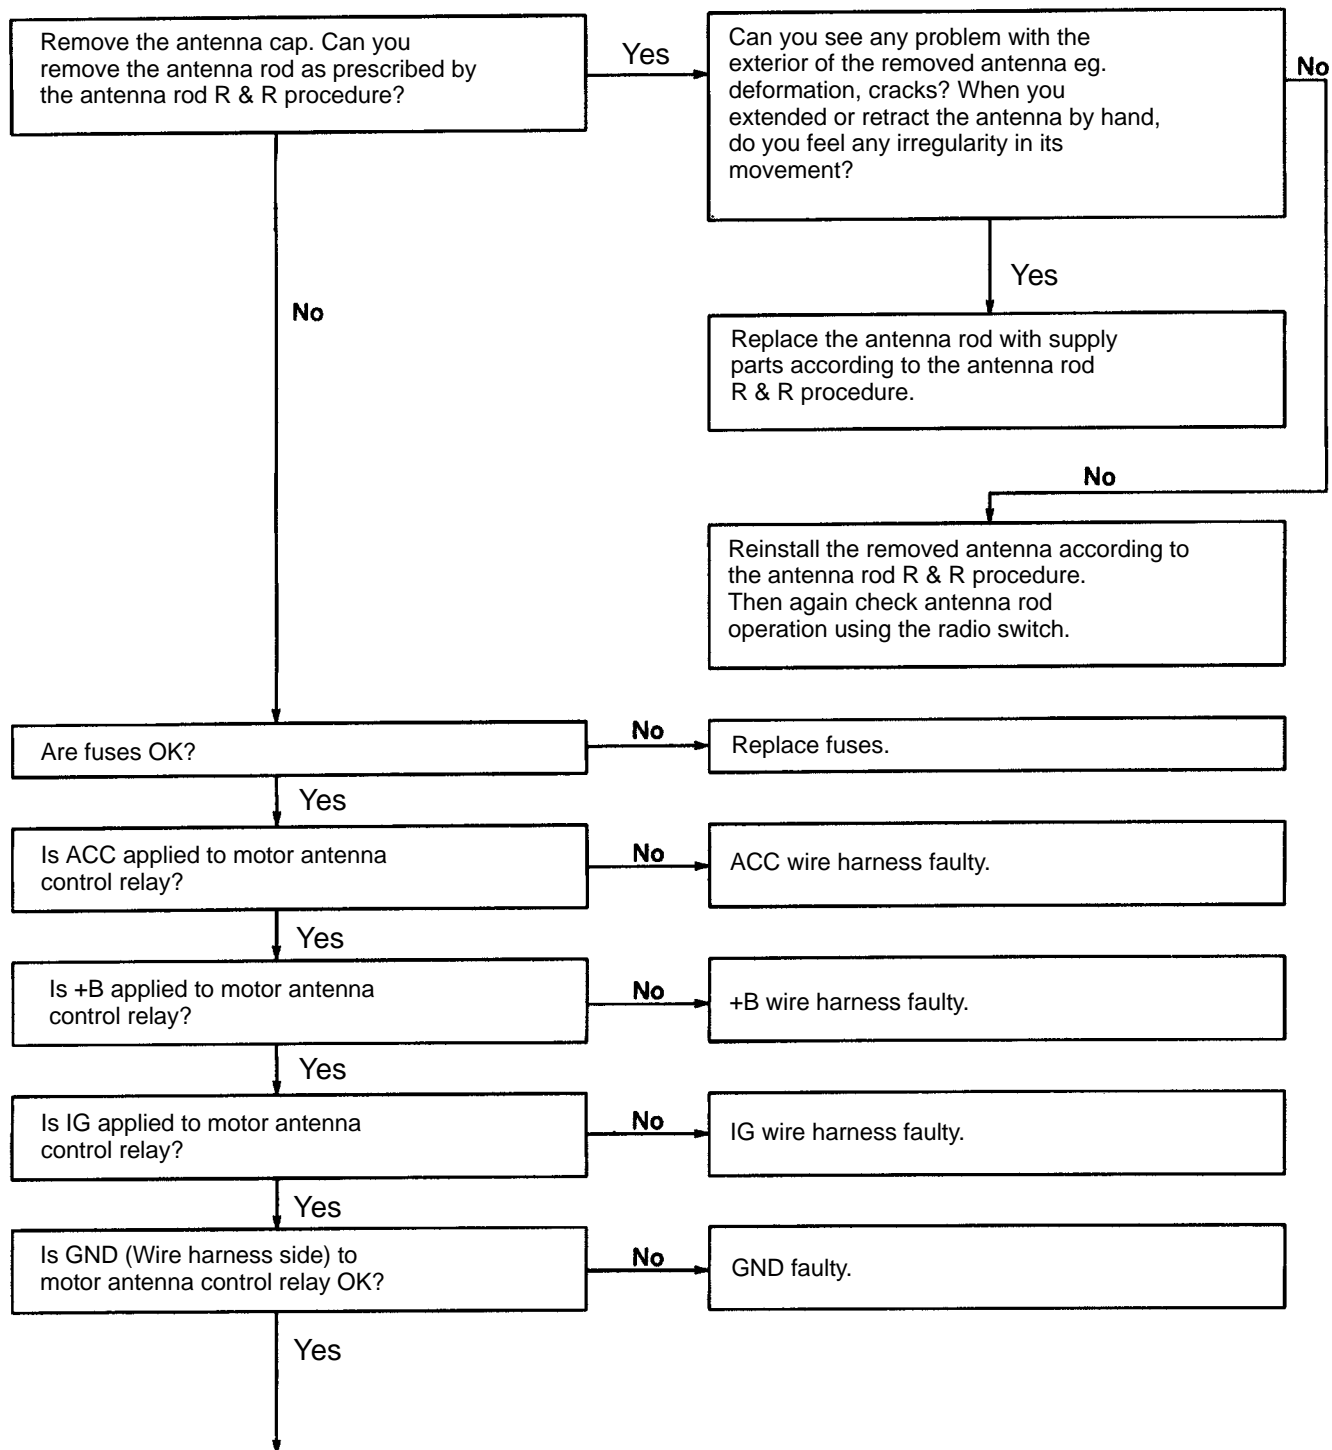 Remove the antenna cap. Can you
remove the antenna rod as prescribed by
the antenna rod R & R procedure?
Yes
Can you see any problem with the
exterior of the removed antenna eg.
deformation, cracks? When you
extended or retract the antenna by hand,
do you feel any irregularity in its
movement?
No
Yes
No
Replace the antenna rod with supply
parts according to the antenna rod
R & R procedure.
No
Reinstall the removed antenna according to
the antenna rod R & R procedure.
Then again check antenna rod
operation using the radio switch.
Are fuses OK?
No
Replace fuses.
Yes
Is ACC applied to motor antenna
control relay?
No
ACC wire harness faulty.
Yes
Is +B applied to motor antenna
control relay?
No
+B wire harness faulty.
Yes
Is IG applied to motor antenna
control relay?
No
IG wire harness faulty.
Yes
Is GND (Wire harness side) to
motor antenna control relay OK?
No
GND faulty.
Yes